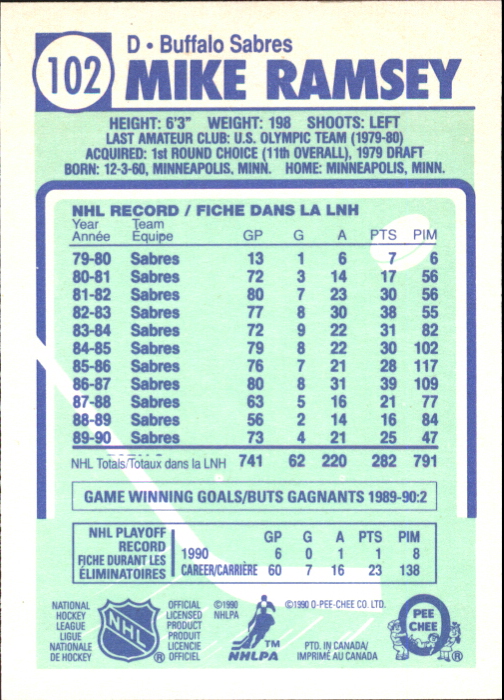 102
D • Buffalo Sabres
MIKE RAMSEY
HEIGHT: 6'3" WEIGHT: 198 SHOOTS: LEFT
LAST AMATEUR CLUB: U.S. OLYMPIC TEAM (1979-80)
ACQUIRED: 1st ROUND CHOICE (11th OVERALL), 1979 DRAFT
BORN: 12-3-60, MINNEAPOLIS, MINN. HOME: MINNEAPOLIS, MINN.
NHL RECORD / FICHE DANS LA LNH
Year Team
Année Équipe GP G A PTS PIM
79-80 Sabres 13 1 6 7 6
80-81 Sabres 72 3 14 17 56
81-82 Sabres 80 7 23 30 56
82-83 Sabres 77 8 30 38 55
83-84 Sabres 72 9 22 31 82
84-85 Sabres 79 8 22 30 102
85-86 Sabres 76 7 21 28 117
86-87 Sabres 80 8 31 39 109
87-88 Sabres 63 5 16 21 77
88-89 Sabres 56 2 14 16 84
89-90 Sabres 73 4 21 25 47
NHL Totals/Totaux dans la LNH 741 62 220 282 791
GAME WINNING GOALS/BUTS GAGNANTS 1989-90:2
NHL PLAYOFF
RECORD
FICHE DURANT LES
ÉLIMINATOIRES
GP G A PTS PIM
1990 6 0 1 1 8
CAREER/CARRIÈRE 60 7 16 23 138
NATIONAL
HOCKEY
LEAGUE
LIGUE
NATIONALE
DE HOCKEY
NHL
®
OFFICIAL
LICENSED
PRODUCT
PRODUIT
LICENCIE
OFFICIEL
©1990
NHLPA
TM
NHLPA
©1990 O-PEE-CHEE CO. LTD.
PTD. IN CANADA/
IMPRIMÉ AU CANADA
PEE
CHEE
®